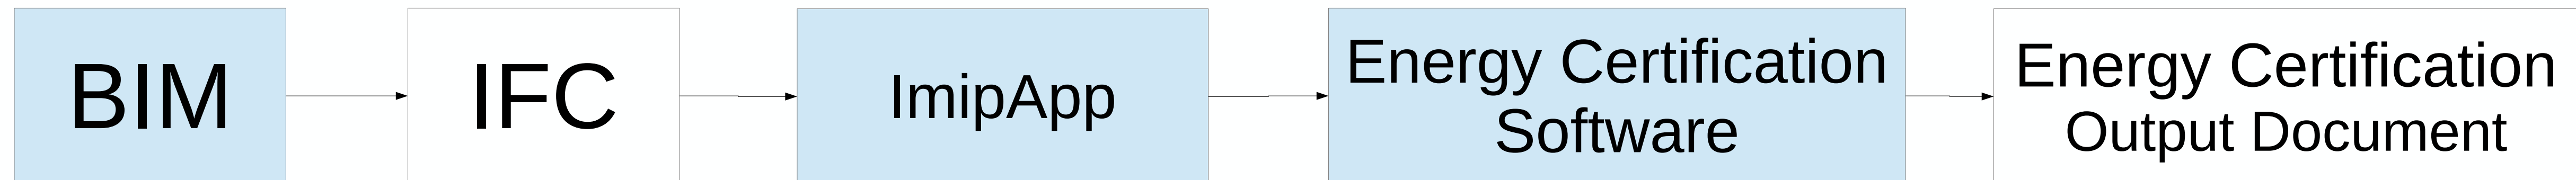 BIM
IFC
ImipApp
Energy Certification
Software
Energy Certification
Output Document